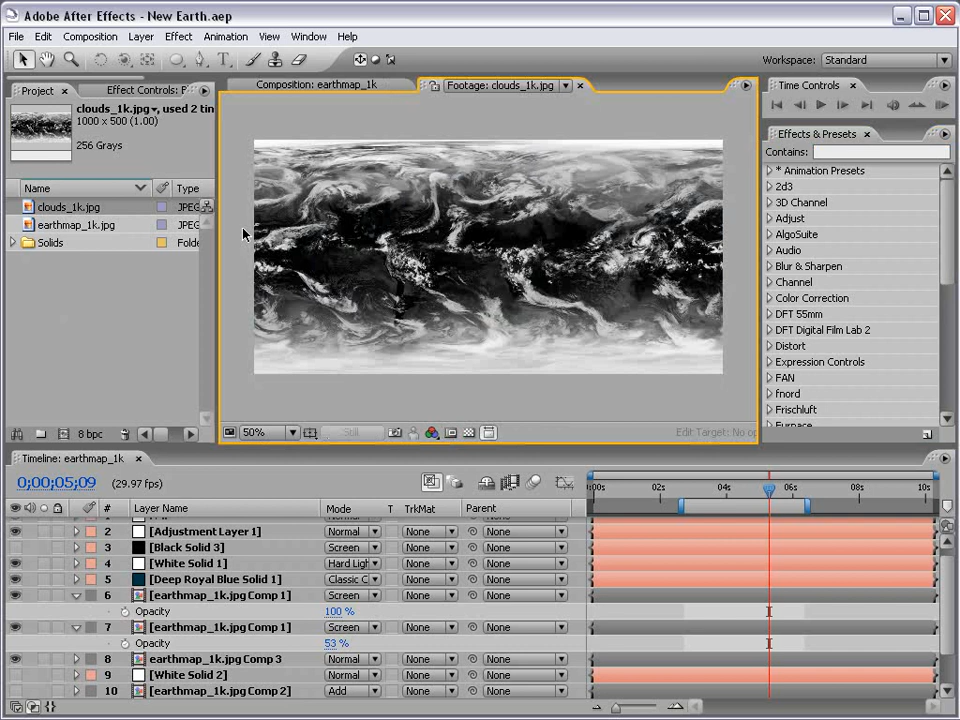 Adobe After Effects - New Earth.aep
File Edit Composition Layer Effect Animation View Window Help
Workspace: Standard
Project × Effect Controls: P
clouds_1k.jpg▾, used 2 tin
1000 x 500 (1.00)
256 Grays
Name Type
clouds_1k.jpg JPEG
earthmap_1k.jpg JPEG
Solids Folde
8 bpc
Composition: earthmap_1k
Footage: clouds_1k.jpg ×
50% Still Edit Target: No op
Time Controls ×
Effects & Presets ×
Contains:
* Animation Presets
2d3
3D Channel
Adjust
AlgoSuite
Audio
Blur & Sharpen
Channel
Color Correction
DFT 55mm
DFT Digital Film Lab 2
Distort
Expression Controls
FAN
fnord
Frischluft
Timeline: earthmap_1k ×
0;00;05;09 (29.97 fps)
:00s 02s 04s 06s 08s 10s
# Layer Name Mode T TrkMat Parent
2 [Adjustment Layer 1] Normal None None
3 [Black Solid 3] Screen None None
4 [White Solid 1] Hard Ligh None None
5 [Deep Royal Blue Solid 1] Classic C None None
6 [earthmap_1k.jpg Comp 1] Screen None None
Opacity 100 %
7 [earthmap_1k.jpg Comp 1] Screen None None
Opacity 53 %
8 earthmap_1k.jpg Comp 3 Normal None None
9 [White Solid 2] Normal None None
10 [earthmap_1k.jpg Comp 2] Add None None